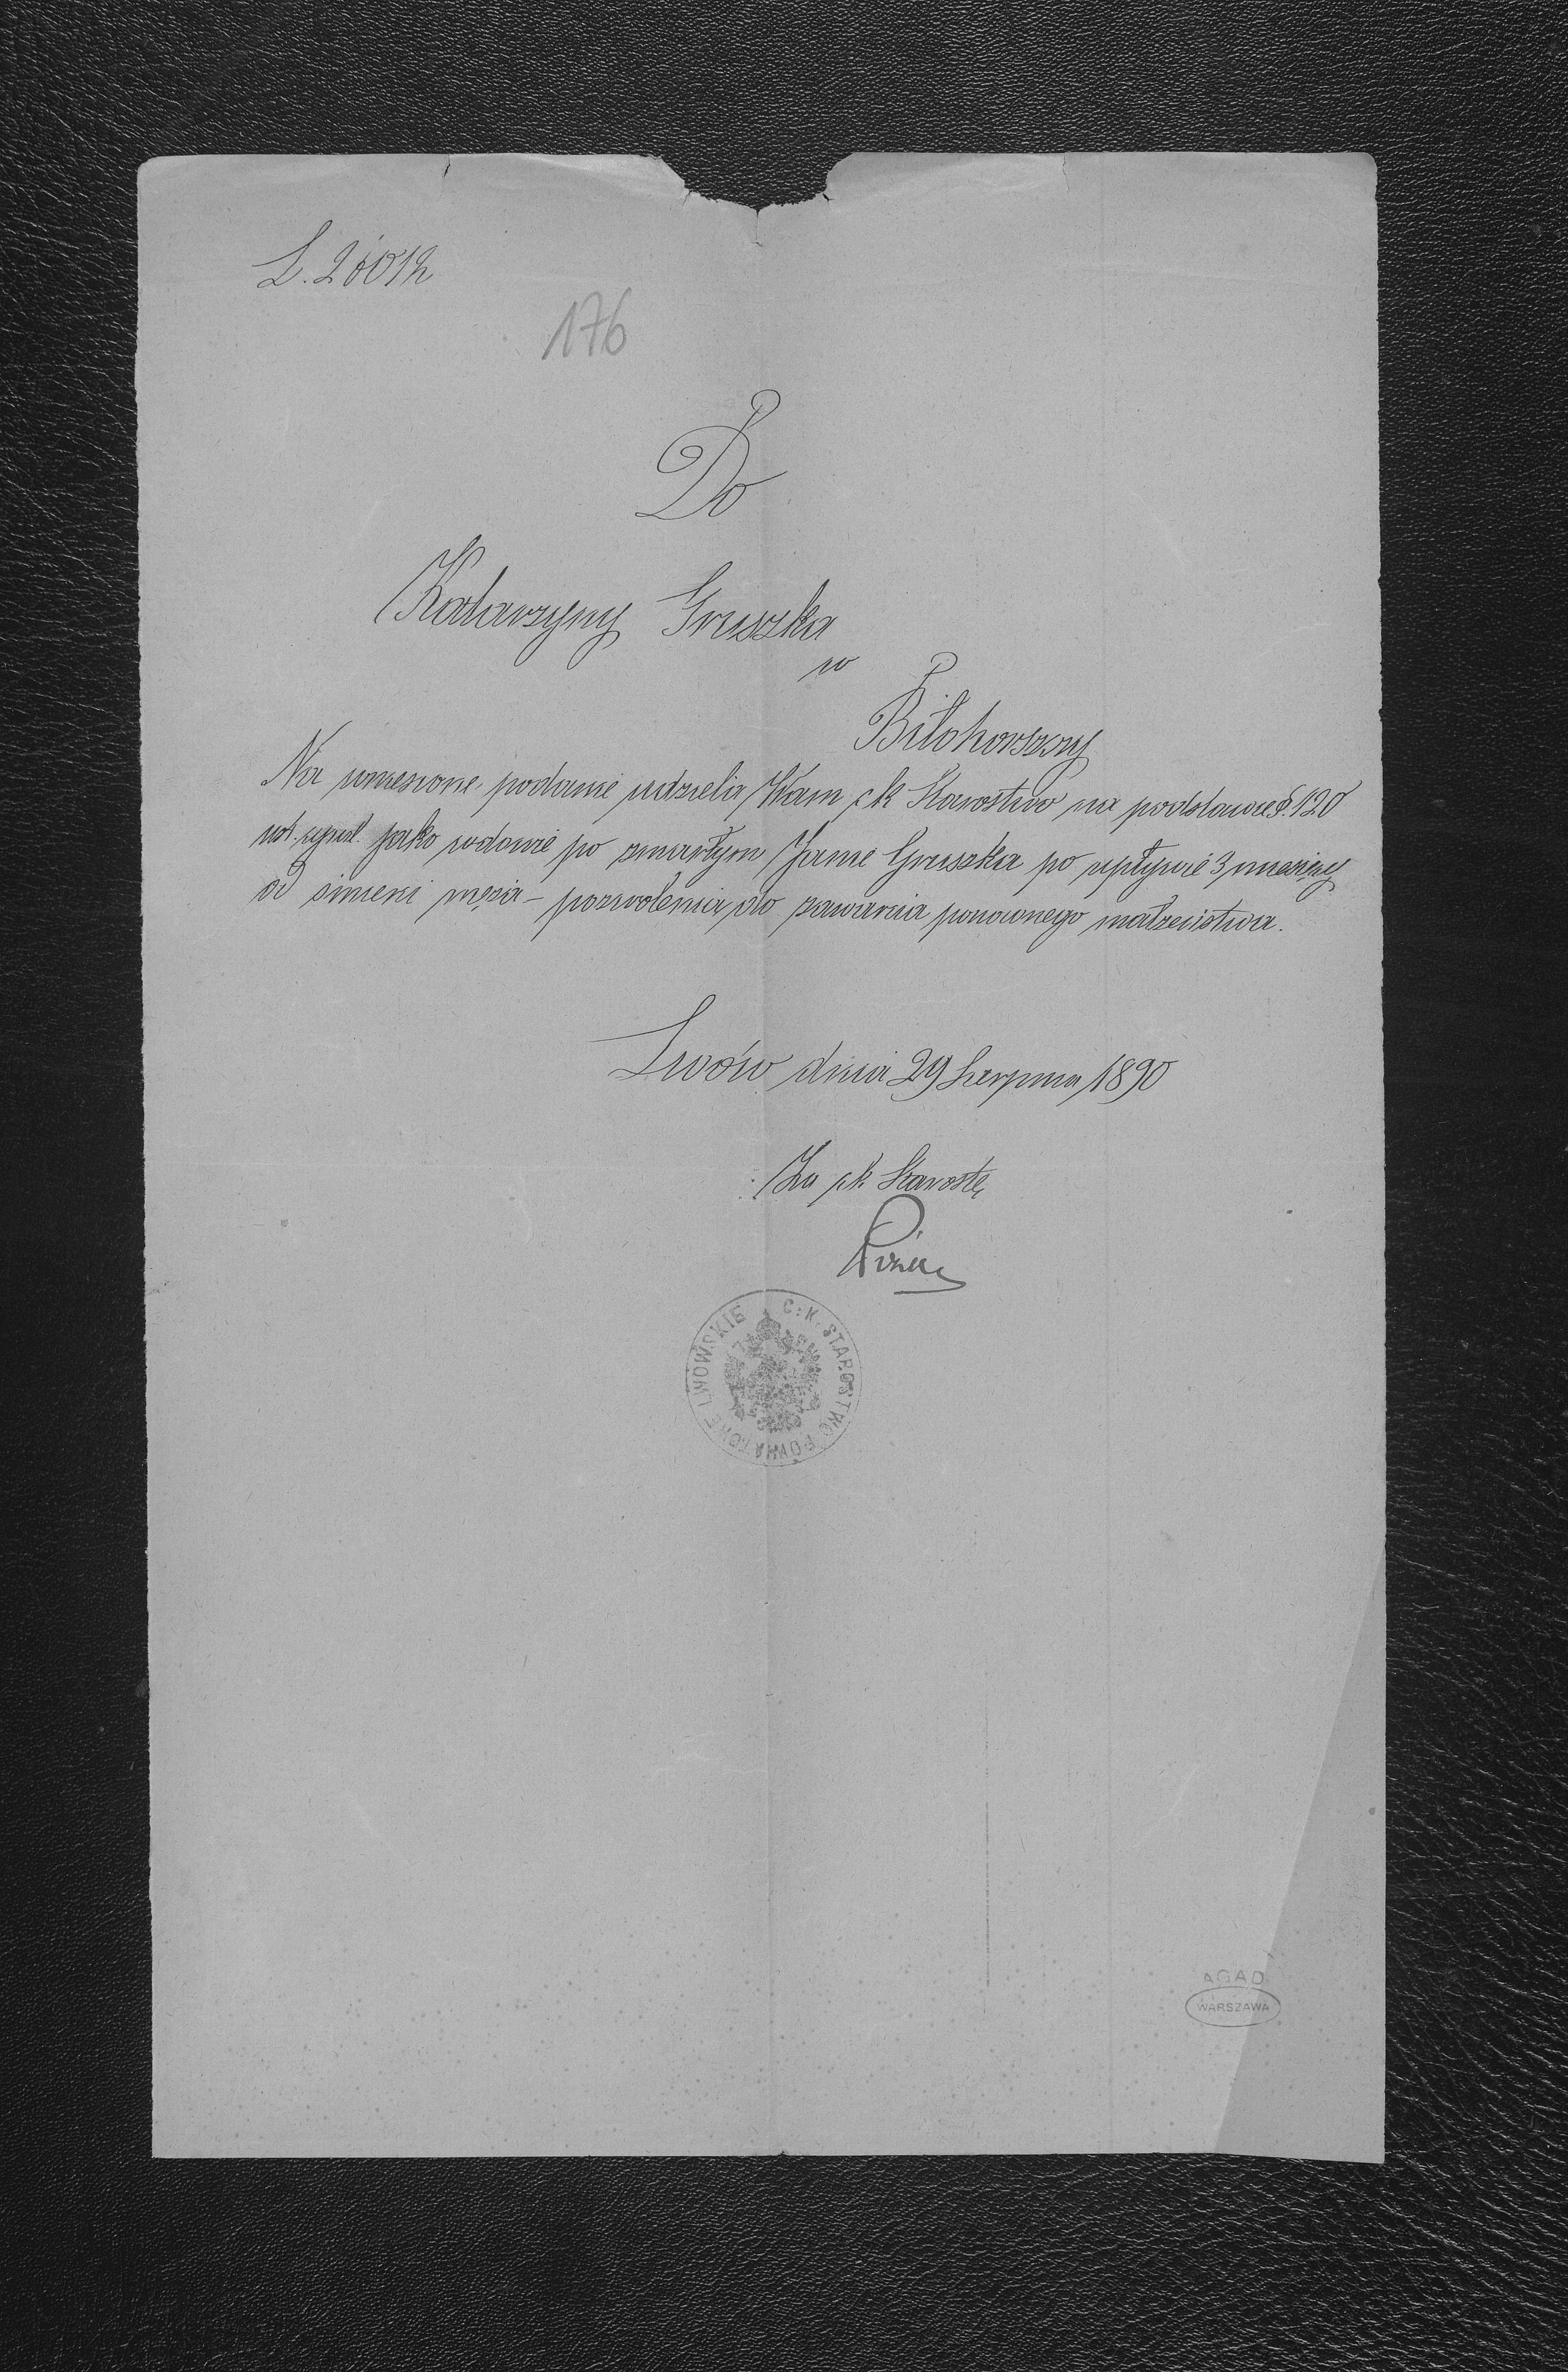 L. 26012
176
Do
Katarzyny Gruszka
w
Biłohorszczy
Na wniesione podanie udziela Wam c k Starostwo na podstawie §. 120
ust. cywil. jako wdowie po zmarłym Janie Gruszka po upływie 3 miesięcy
od śmierci męża – pozwolenia do zawarcia ponownego małżeństwa.
Lwów dnia 29 Sierpnia 1890
Za c k Starostę
C: K. STAROSTWO POWIATOWE LWOWSKIE
AGAD
WARSZAWA